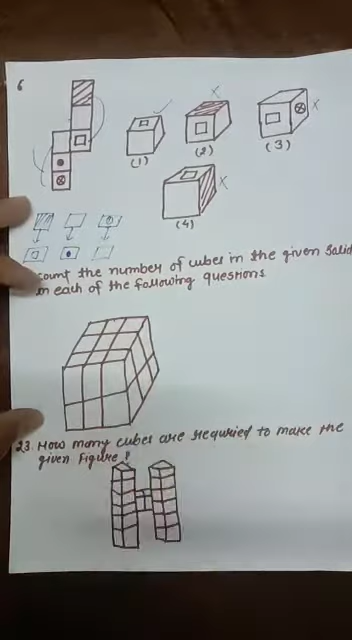 6
(1)
(2)
(3)
(4)
count the number of cubes in the given Solid
in each of the following questions
23. How many cubes are requried to make the
given Figure?